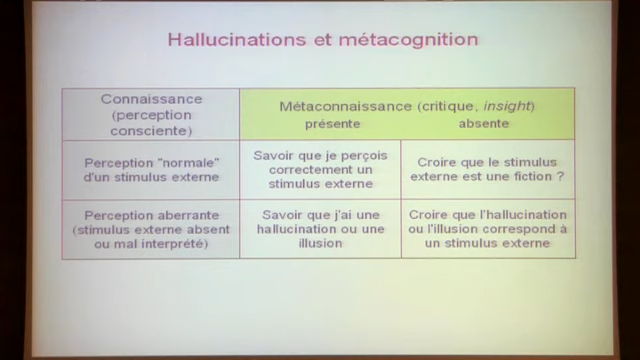 Hallucinations et métacognition
Connaissance
(perception
consciente)
Métaconnaissance (critique, insight)
présente
absente
Perception "normale"
d'un stimulus externe
Savoir que je perçois
correctement un
stimulus externe
Croire que le stimulus
externe est une fiction ?
Perception aberrante
(stimulus externe absent
ou mal interprété)
Savoir que j'ai une
hallucination ou une
illusion
Croire que l'hallucination
ou l'illusion correspond à
un stimulus externe